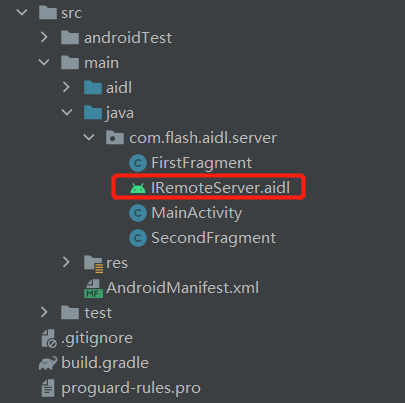 src
androidTest
main
aidl
java
com.flash.aidl.server
C FirstFragment
IRemoteServer.aidl
C MainActivity
C SecondFragment
res
MF AndroidManifest.xml
test
.gitignore
build.gradle
proguard-rules.pro